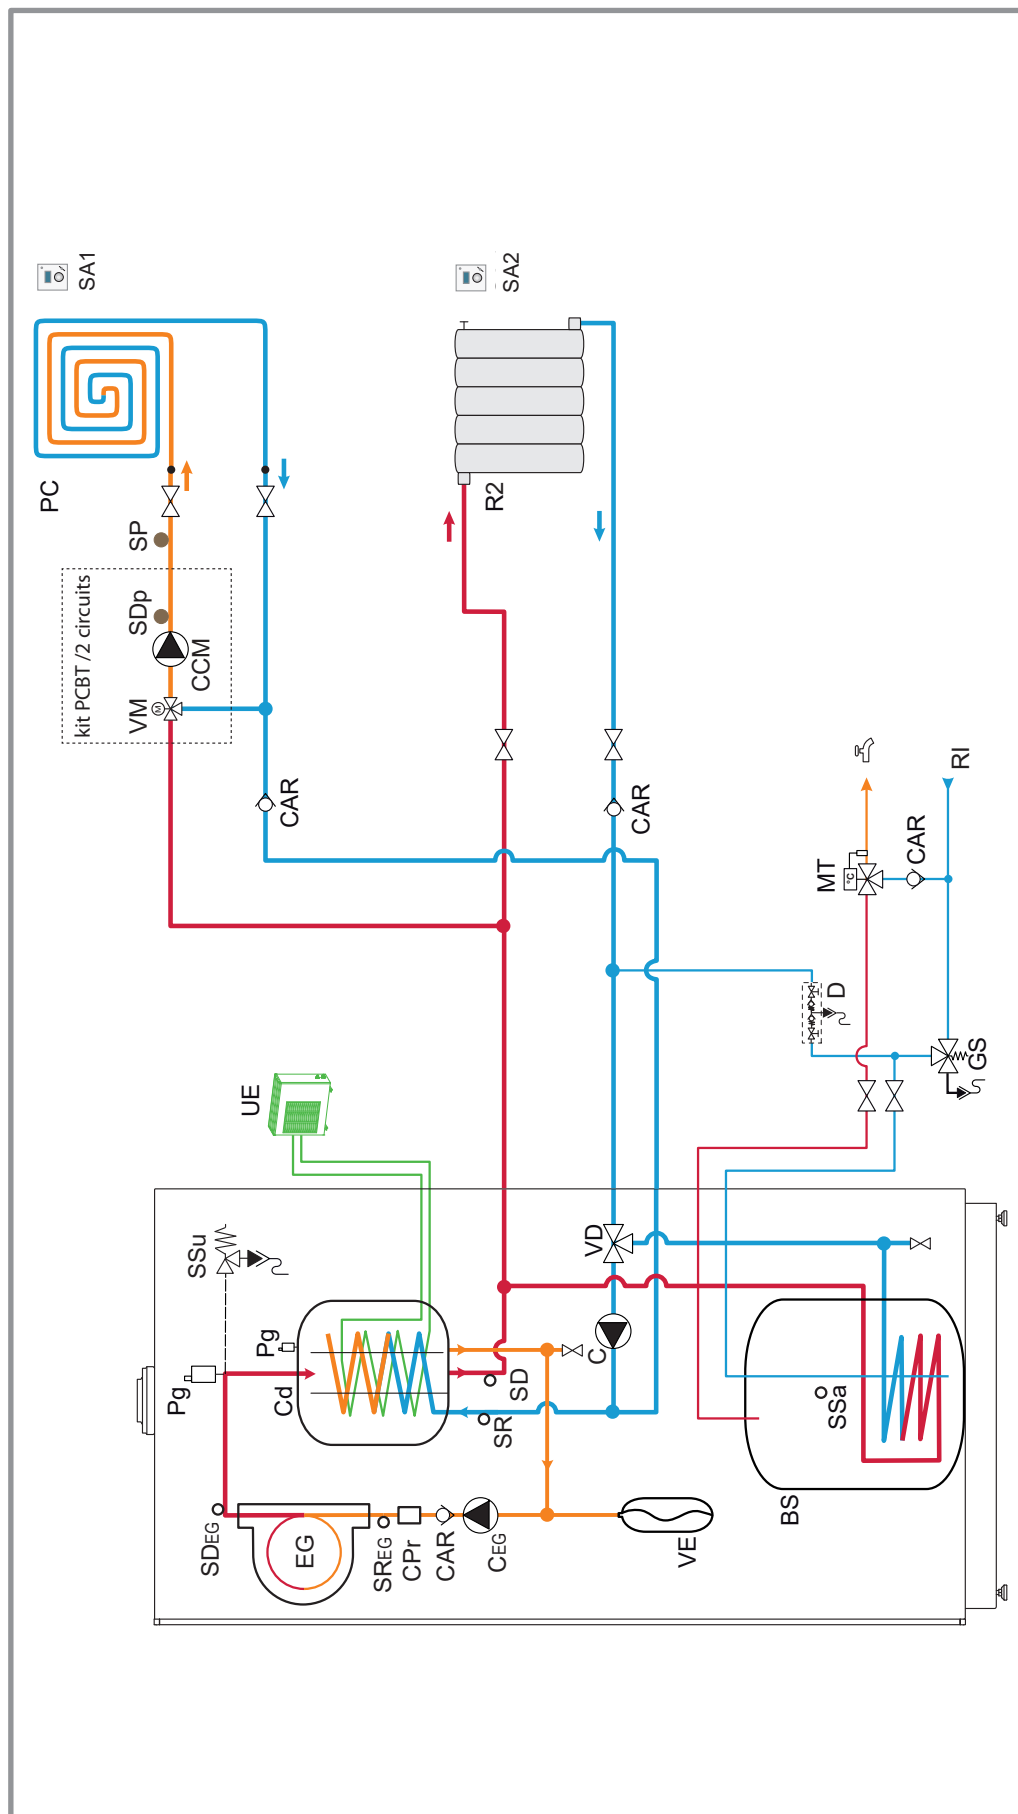 SA1
PC
SP
kit PCBT /2 circuits
SDp
CCM
VM
M
CAR
SA2
R2
CAR
RI
CAR
MT
°C
D
GS
UE
SSu
Pg
Pg
Cd
VD
C
SD
SR
SSa
BS
SDEG
EG
SREG
CPr
CAR
CEG
VE